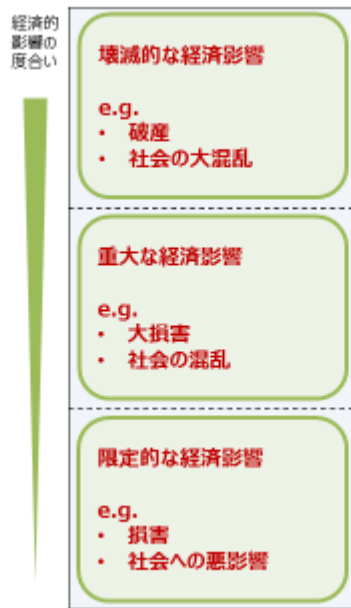 経済的
影響の
度合い
壊滅的な経済影響
e.g.
• 破産
• 社会の大混乱
重大な経済影響
e.g.
• 大損害
• 社会の混乱
限定的な経済影響
e.g.
• 損害
• 社会への悪影響